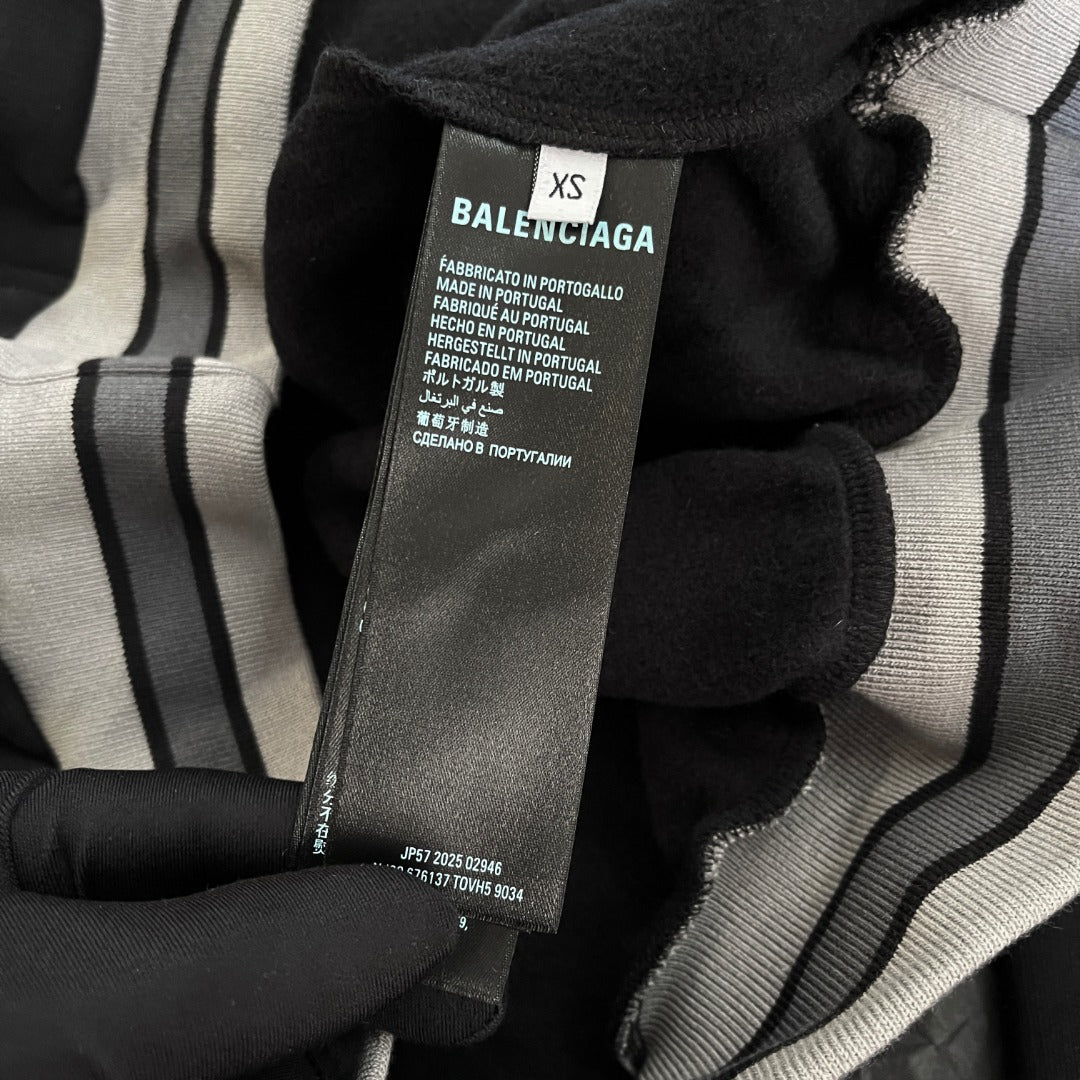 XS
BALENCIAGA
FABBRICATO IN PORTOGALLO
MADE IN PORTUGAL
FABRIQUÉ AU PORTUGAL
HECHO EN PORTUGAL
HERGESTELLT IN PORTUGAL
FABRICADO EM PORTUGAL
ポルトガル製
صنع في البرتغال
葡萄牙制造
СДЕЛАНО В ПОРТУГАЛИИ
JP57 2025 02946
676137 TOVH5 9034
9,